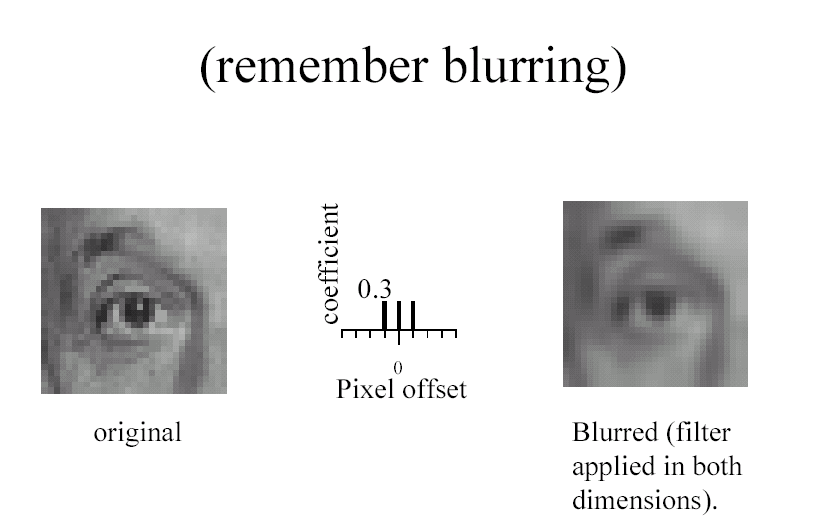 (remember blurring)
coefficient
0.3
0
Pixel offset
original
Blurred (filter
applied in both
dimensions).